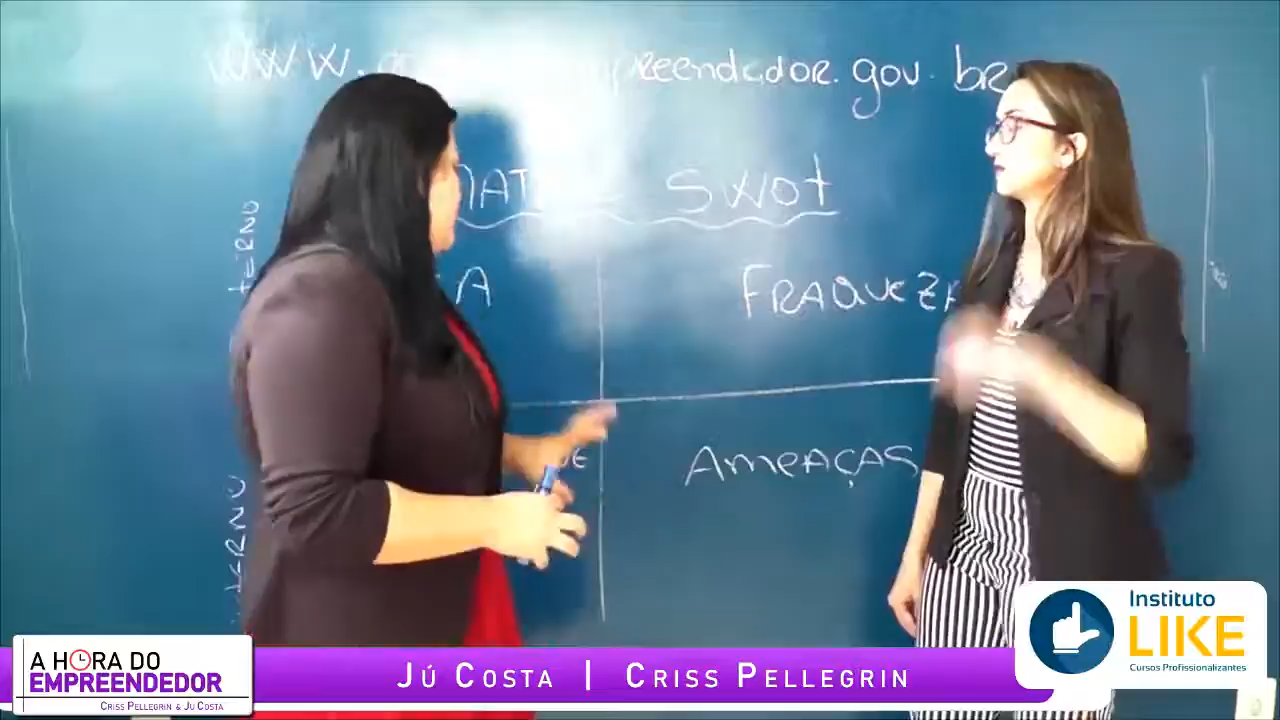 WWW. preendedor.gov.br
SWOT
FRAQUEZA
AMEAÇAS
A HORA DO
EMPREENDEDOR
CRISS PELLEGRIN & JU COSTA
JÚ COSTA | CRISS PELLEGRIN
Instituto
LIKE
Cursos Profissionalizantes